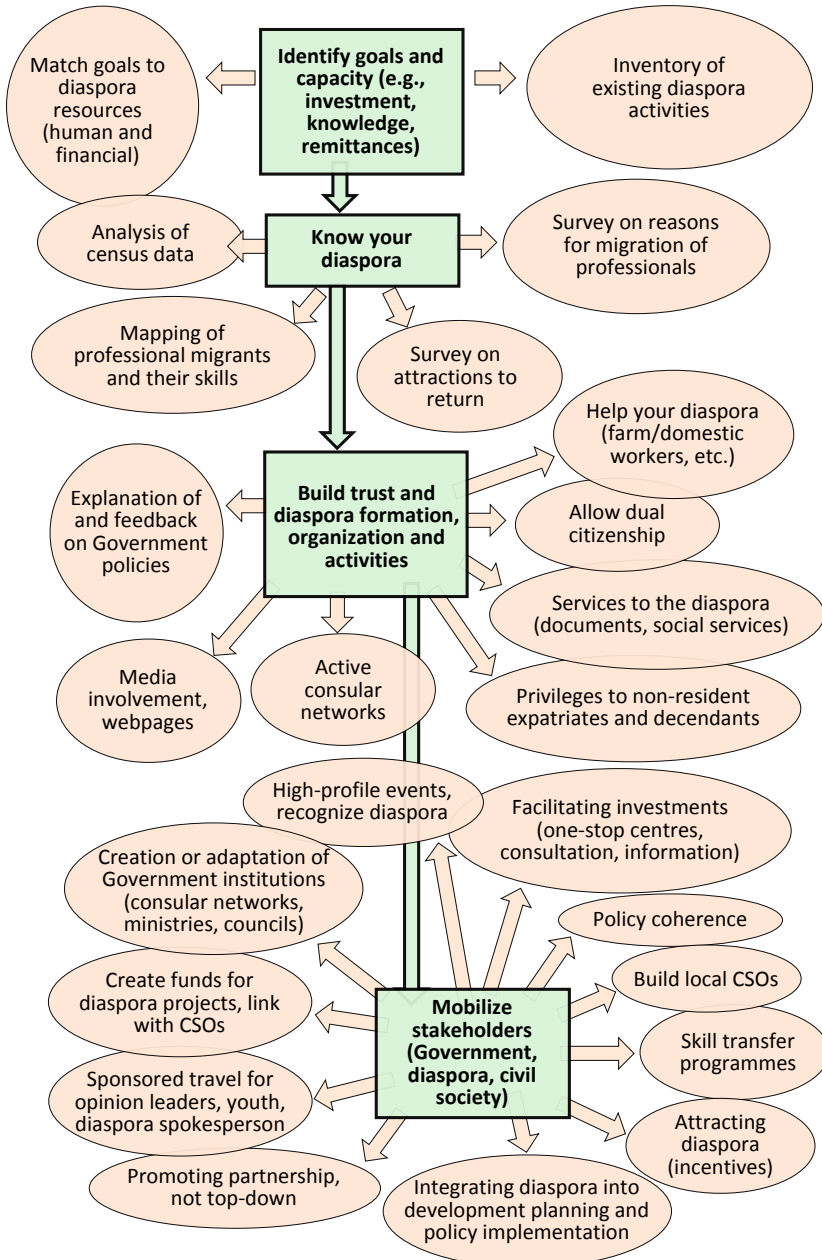 Match goals to
diaspora
resources
(human and
financial)
Identify goals and
capacity (e.g.,
investment,
knowledge,
remittances)
Inventory of
existing diaspora
activities
Analysis of
census data
Know your
diaspora
Survey on reasons
for migration of
professionals
Mapping of
professional migrants
and their skills
Survey on
attractions to
return
Help your diaspora
(farm/domestic
workers, etc.)
Explanation of
and feedback
on Government
policies
Build trust and
diaspora formation,
organization and
activities
Allow dual
citizenship
Services to the diaspora
(documents, social services)
Media
involvement,
webpages
Active
consular
networks
Privileges to non-resident
expatriates and decendants
High-profile events,
recognize diaspora
Facilitating investments
(one-stop centres,
consultation, information)
Creation or adaptation of
Government institutions
(consular networks,
ministries, councils)
Policy coherence
Create funds for
diaspora projects, link
with CSOs
Build local CSOs
Mobilize
stakeholders
(Government,
diaspora, civil
society)
Skill transfer
programmes
Sponsored travel for
opinion leaders, youth,
diaspora spokesperson
Attracting
diaspora
(incentives)
Promoting partnership,
not top-down
Integrating diaspora into
development planning and
policy implementation